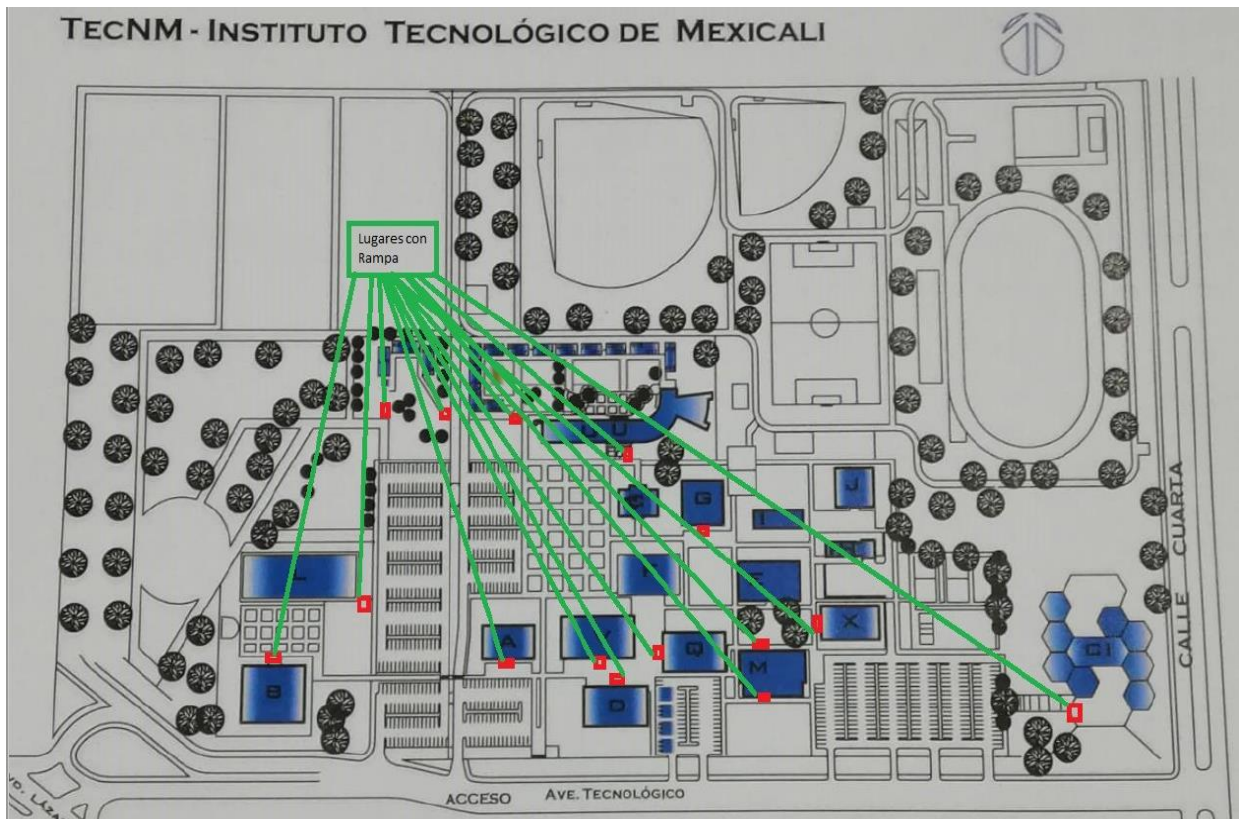 TECNM - INSTITUTO TECNOLÓGICO DE MEXICALI
Lugares con
Rampa
U
G
J
I
L
A
Q
X
M
B
D
CI
CALLE CUARTA
ACCESO
AVE. TECNOLÓGICO